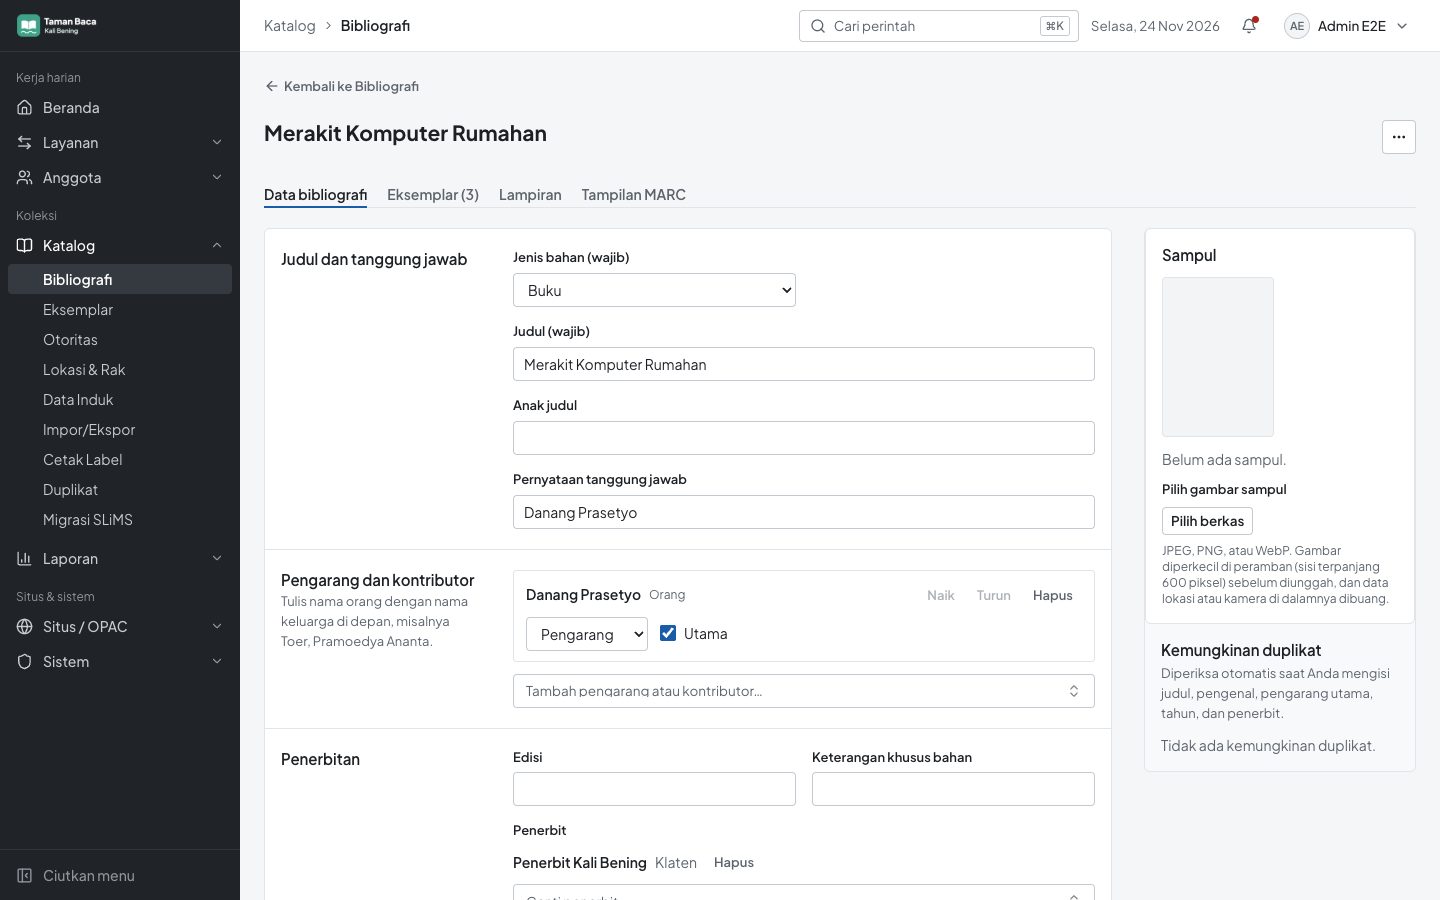 Taman Baca
Kali Bening
Kerja harian
Beranda
Layanan
Anggota
Koleksi
Katalog
Bibliografi
Eksemplar
Otoritas
Lokasi & Rak
Data Induk
Impor/Ekspor
Cetak Label
Duplikat
Migrasi SLiMS
Laporan
Situs & sistem
Situs / OPAC
Sistem
Ciutkan menu
Katalog > Bibliografi
Cari perintah ⌘K
Selasa, 24 Nov 2026
AE Admin E2E
← Kembali ke Bibliografi
Merakit Komputer Rumahan
...
Data bibliografi Eksemplar (3) Lampiran Tampilan MARC
Judul dan tanggung jawab
Jenis bahan (wajib)
Buku
Judul (wajib)
Merakit Komputer Rumahan
Anak judul
Pernyataan tanggung jawab
Danang Prasetyo
Pengarang dan kontributor
Tulis nama orang dengan nama
keluarga di depan, misalnya
Toer, Pramoedya Ananta.
Danang Prasetyo Orang Naik Turun Hapus
Pengarang Utama
Tambah pengarang atau kontributor...
Penerbitan
Edisi Keterangan khusus bahan
Penerbit
Penerbit Kali Bening Klaten Hapus
Ganti penerbit
Sampul
Belum ada sampul.
Pilih gambar sampul
Pilih berkas
JPEG, PNG, atau WebP. Gambar
diperkecil di peramban (sisi terpanjang
600 piksel) sebelum diunggah, dan data
lokasi atau kamera di dalamnya dibuang.
Kemungkinan duplikat
Diperiksa otomatis saat Anda mengisi
judul, pengenal, pengarang utama,
tahun, dan penerbit.
Tidak ada kemungkinan duplikat.